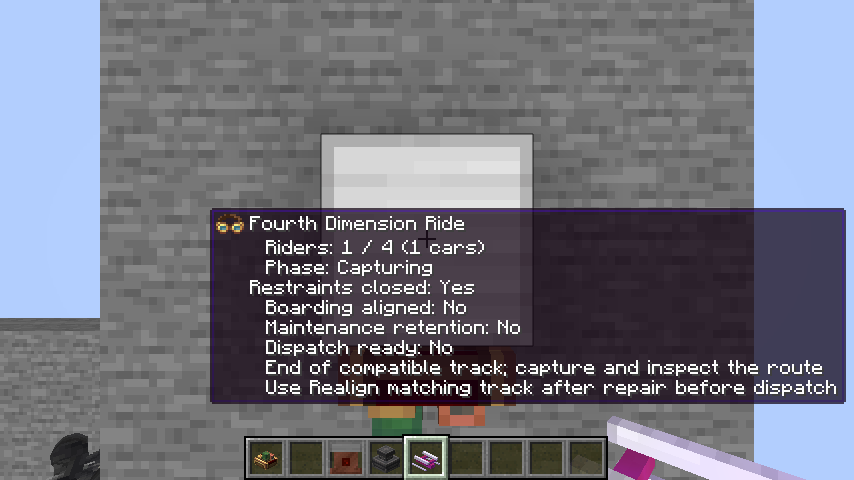 Fourth Dimension Ride
Riders: 1 / 4 (1 cars)
Phase: Capturing
Restraints closed: Yes
Boarding aligned: No
Maintenance retention: No
Dispatch ready: No
End of compatible track; capture and inspect the route
Use Realign matching track after repair before dispatch